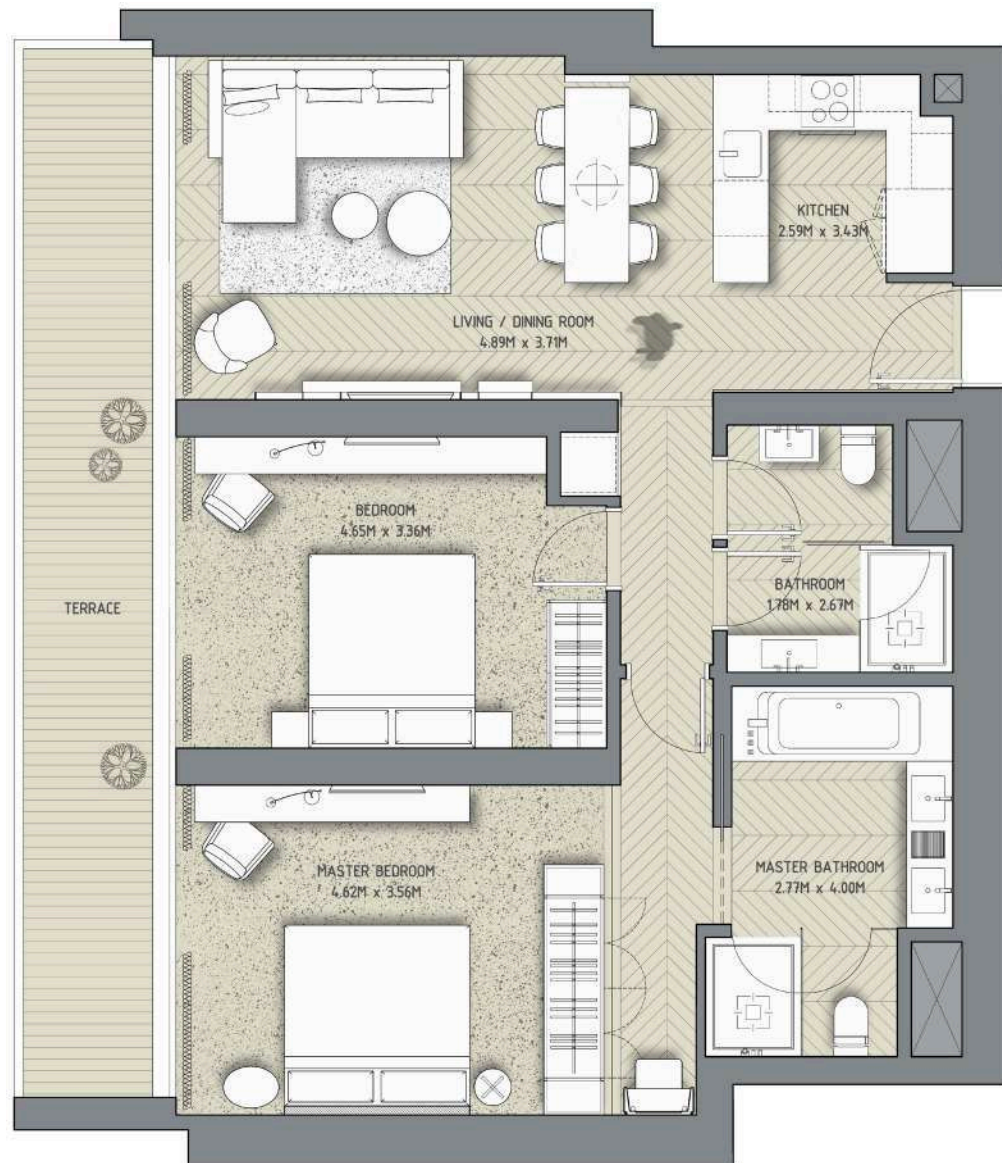 KITCHEN
2.59M x 3.43M
LIVING / DINING ROOM
4.89M x 3.71M
BEDROOM
4.65M x 3.36M
TERRACE
BATHROOM
1.78M x 2.67M
MASTER BEDROOM
4.62M x 3.56M
MASTER BATHROOM
2.77M x 4.00M